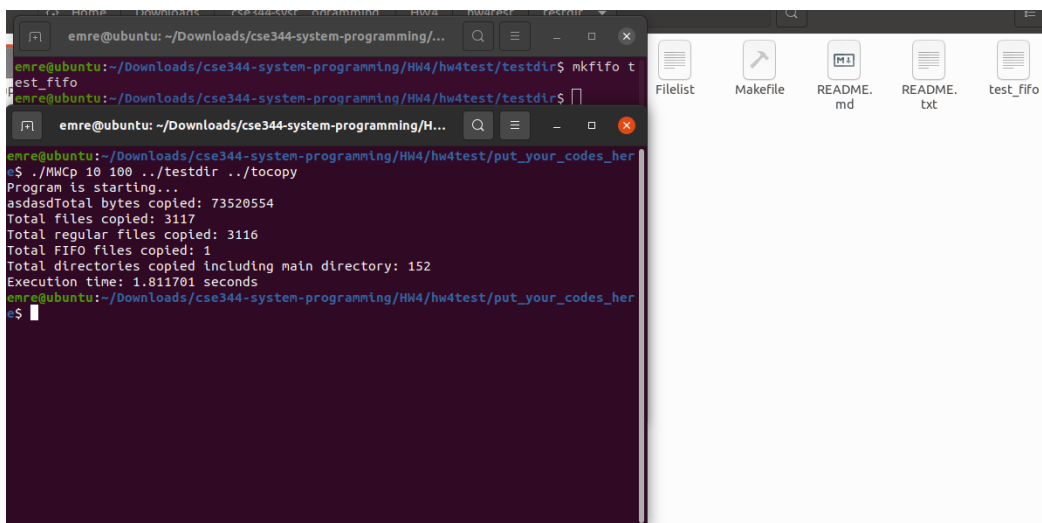 Home Downloads HW4 hw4test testdir
emre@ubuntu: ~/Downloads/cse344-system-programming/...
emre@ubuntu:~/Downloads/cse344-system-programming/HW4/hw4test/testdir$ mkfifo t
est_fifo
emre@ubuntu:~/Downloads/cse344-system-programming/HW4/hw4test/testdir$
emre@ubuntu: ~/Downloads/cse344-system-programming/H...
emre@ubuntu:~/Downloads/cse344-system-programming/HW4/hw4test/put_your_codes_her
e$ ./MWCp 10 100 ../testdir ../tocopy
Program is starting...
asdasdTotal bytes copied: 73520554
Total files copied: 3117
Total regular files copied: 3116
Total FIFO files copied: 1
Total directories copied including main directory: 152
Execution time: 1.811701 seconds
emre@ubuntu:~/Downloads/cse344-system-programming/HW4/hw4test/put_your_codes_her
e$
M
Filelist Makefile README. README. test_fifo
md txt